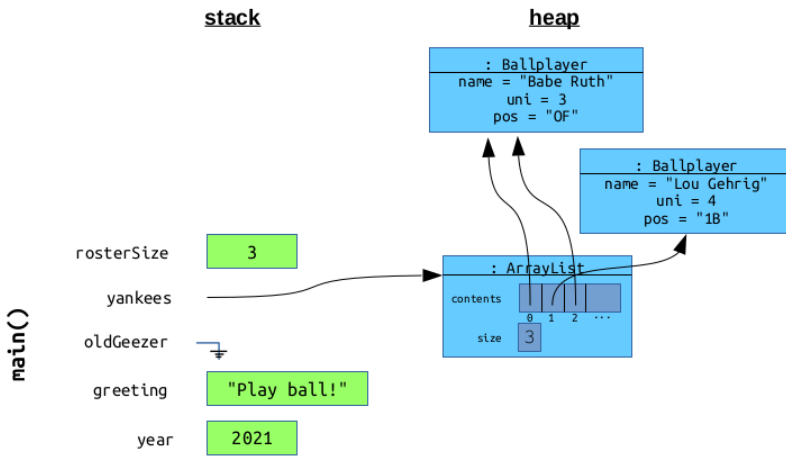 stack
heap
: Ballplayer
name = "Babe Ruth"
uni = 3
pos = "OF"
: Ballplayer
name = "Lou Gehrig"
uni = 4
pos = "1B"
main()
rosterSize
3
yankees
: ArrayList
contents
0 1 2 ...
size
3
oldGeezer
greeting
"Play ball!"
year
2021